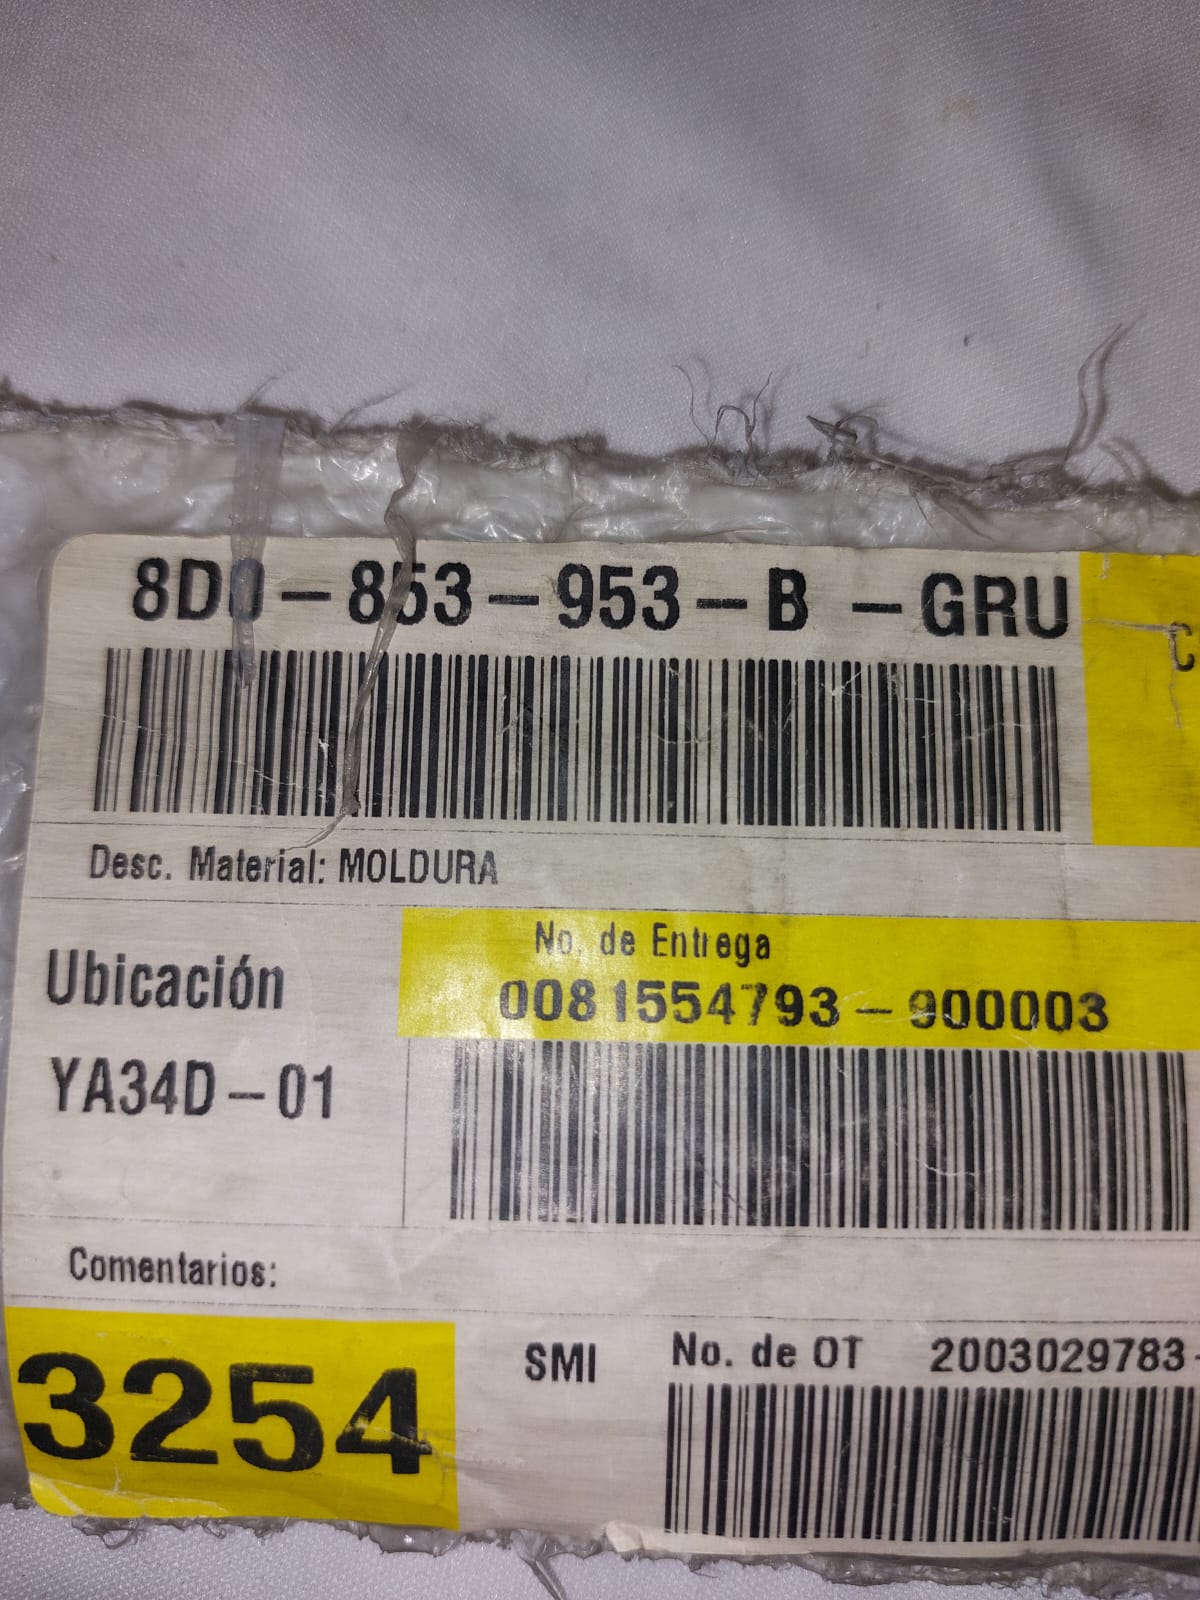 8D0-853-953-B -GRU
C
Desc. Material: MOLDURA
No. de Entrega
Ubicación
0081554793-900003
YA34D-01
Comentarios:
3254
SMI
No. de OT 2003029783-